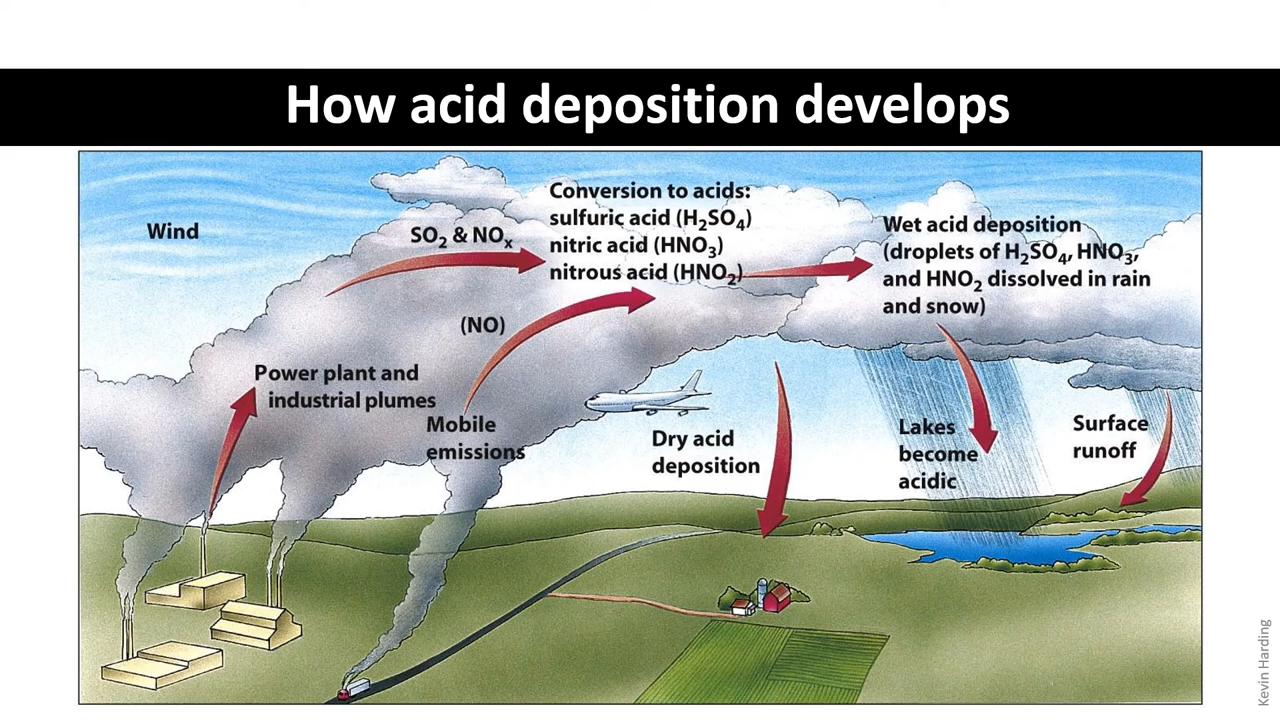 How acid deposition develops
Wind
SO₂ & NOₓ
Conversion to acids:
sulfuric acid (H₂SO₄)
nitric acid (HNO₃)
nitrous acid (HNO₂)
Wet acid deposition
(droplets of H₂SO₄, HNO₃,
and HNO₂ dissolved in rain
and snow)
(NO)
Power plant and
industrial plumes
Mobile
emissions
Dry acid
deposition
Lakes
become
acidic
Surface
runoff
Kevin Harding